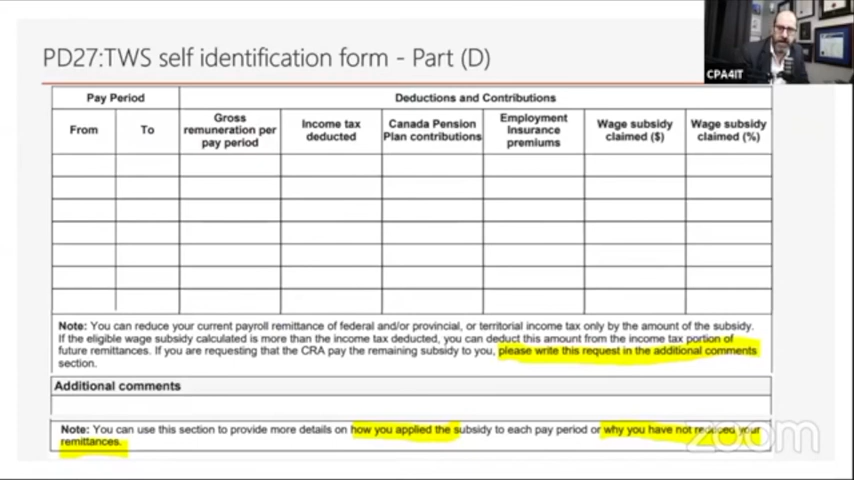 PD27:TWS self identification form - Part (D)
CPA4IT
Pay Period
Deductions and Contributions
From
To
Gross
remuneration per
pay period
Income tax
deducted
Canada Pension
Plan contributions
Employment
Insurance
premiums
Wage subsidy
claimed ($)
Wage subsidy
claimed (%)
Note: You can reduce your current payroll remittance of federal and/or provincial, or territorial income tax only by the amount of the subsidy.
If the eligible wage subsidy calculated is more than the income tax deducted, you can deduct this amount from the income tax portion of
future remittances. If you are requesting that the CRA pay the remaining subsidy to you, please write this request in the additional comments
section.
Additional comments
Note: You can use this section to provide more details on how you applied the subsidy to each pay period or why you have not reduced your
remittances.
zoom